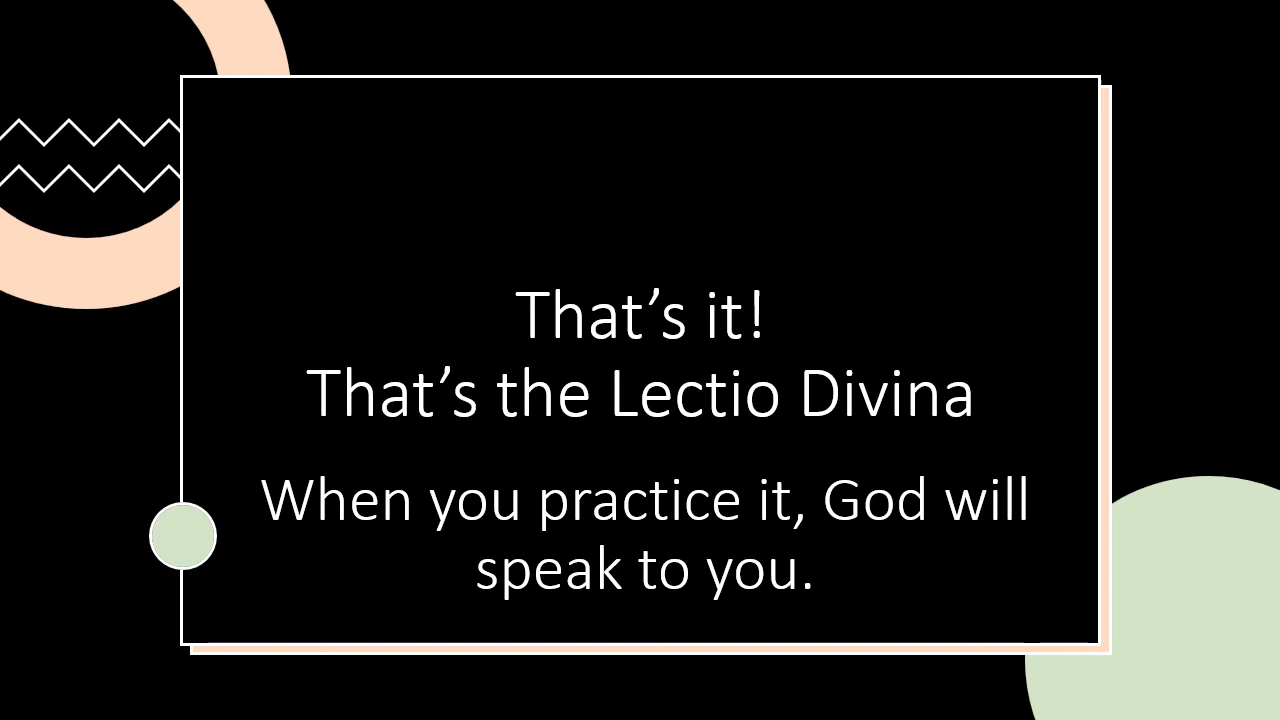 That’s it!
That’s the Lectio Divina
When you practice it, God will
speak to you.